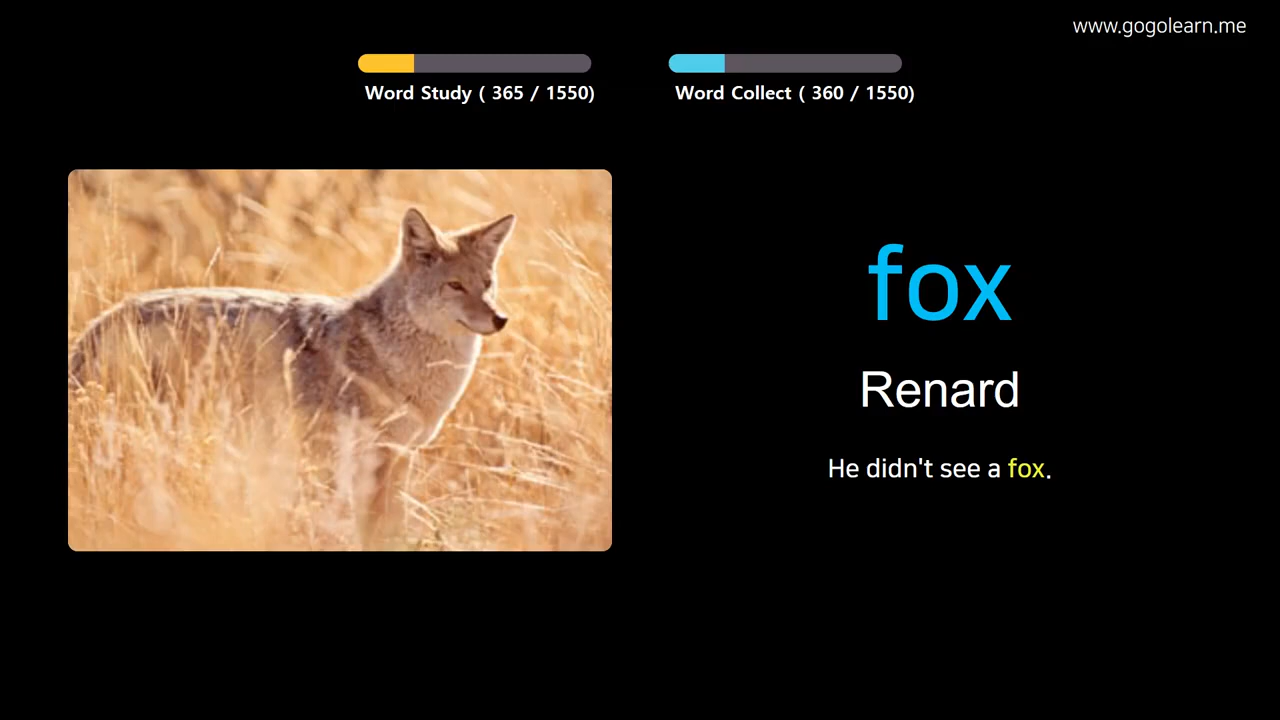 www.gogolearn.me
Word Study ( 365 / 1550)
Word Collect ( 360 / 1550)
fox
Renard
He didn't see a fox.